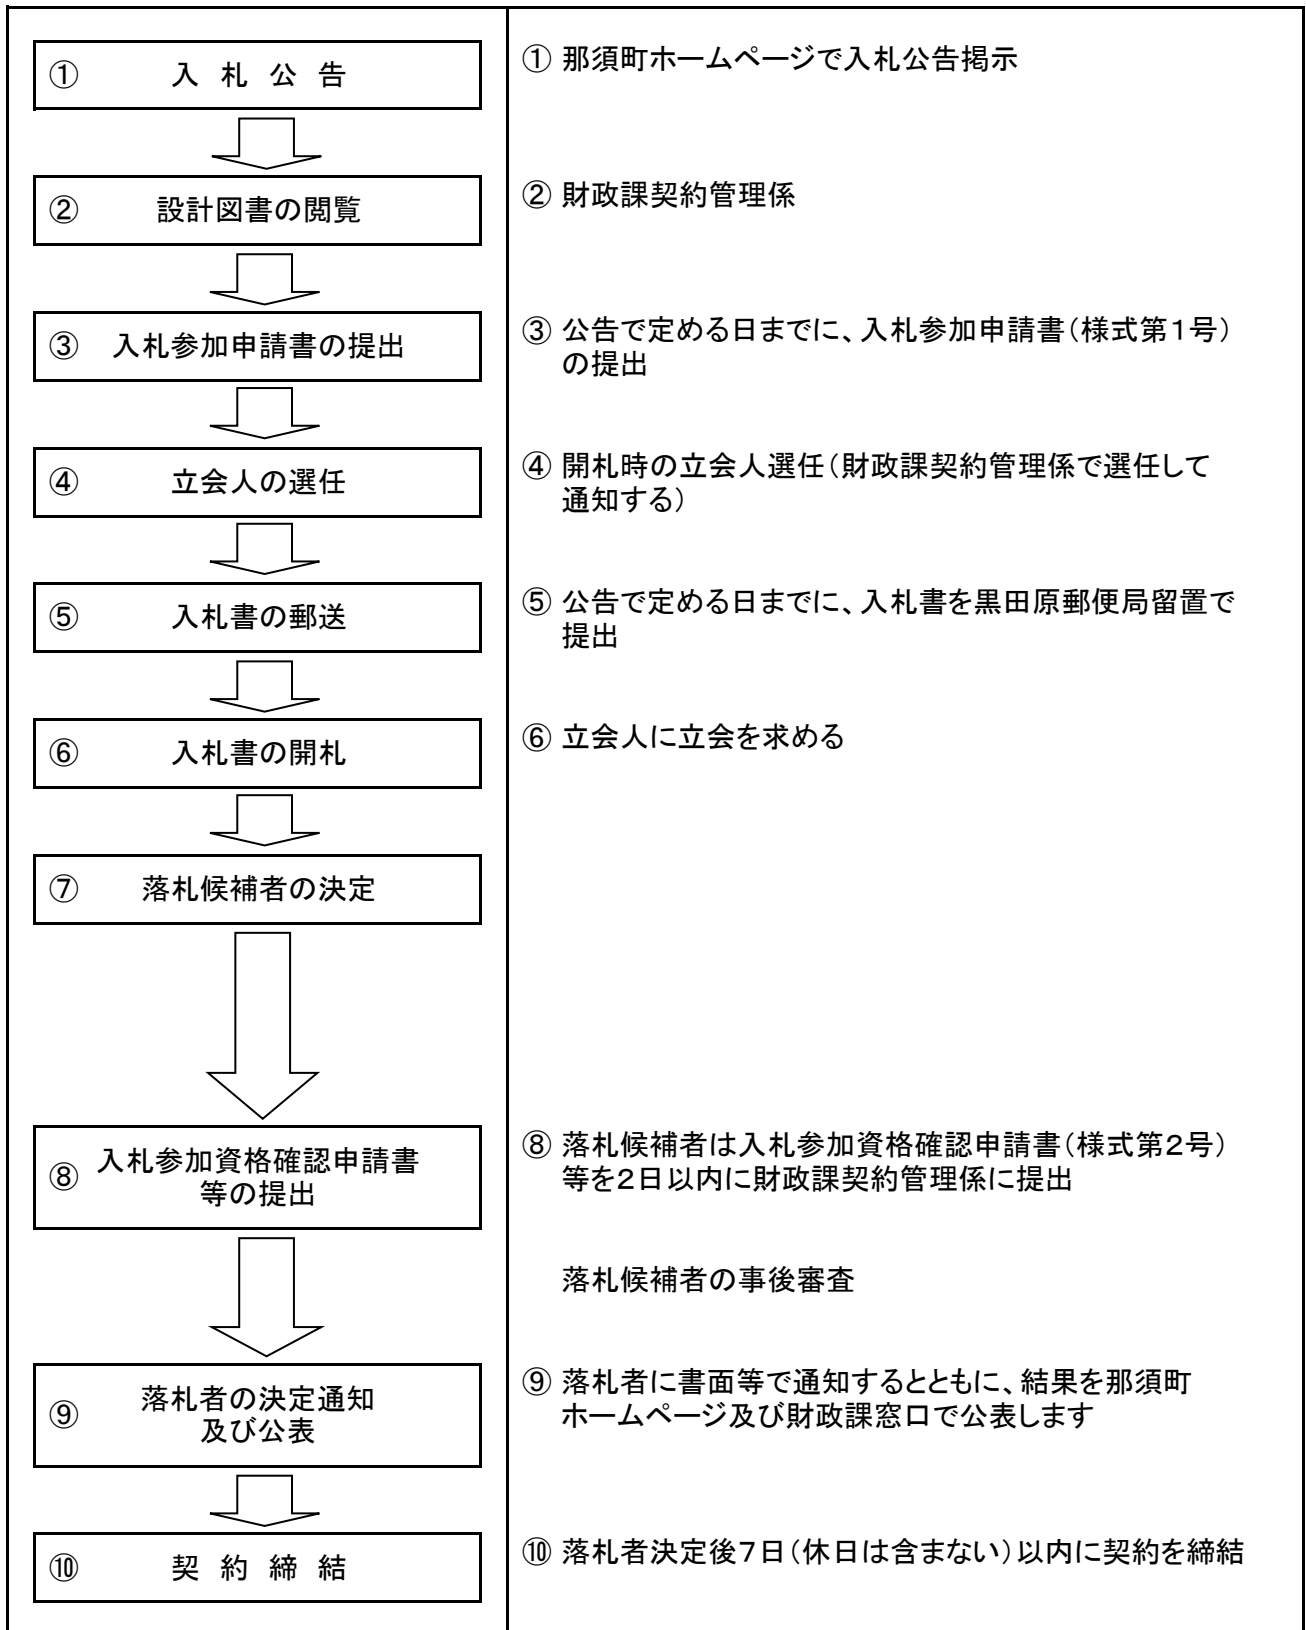 ① 入 札 公 告
① 那須町ホームページで入札公告掲示
② 設計図書の閲覧
② 財政課契約管理係
③ 入札参加申請書の提出
③ 公告で定める日までに、入札参加申請書（様式第１号）
の提出
④ 立会人の選任
④ 開札時の立会人選任（財政課契約管理係で選任して
通知する）
⑤ 入札書の郵送
⑤ 公告で定める日までに、入札書を黒田原郵便局留置で
提出
⑥ 入札書の開札
⑥ 立会人に立会を求める
⑦ 落札候補者の決定
⑧ 入札参加資格確認申請書
等の提出
⑧ 落札候補者は入札参加資格確認申請書（様式第２号）
等を２日以内に財政課契約管理係に提出
落札候補者の事後審査
⑨ 落札者の決定通知
及び公表
⑨ 落札者に書面等で通知するとともに、結果を那須町
ホームページ及び財政課窓口で公表します
⑩ 契 約 締 結
⑩ 落札者決定後７日（休日は含まない）以内に契約を締結